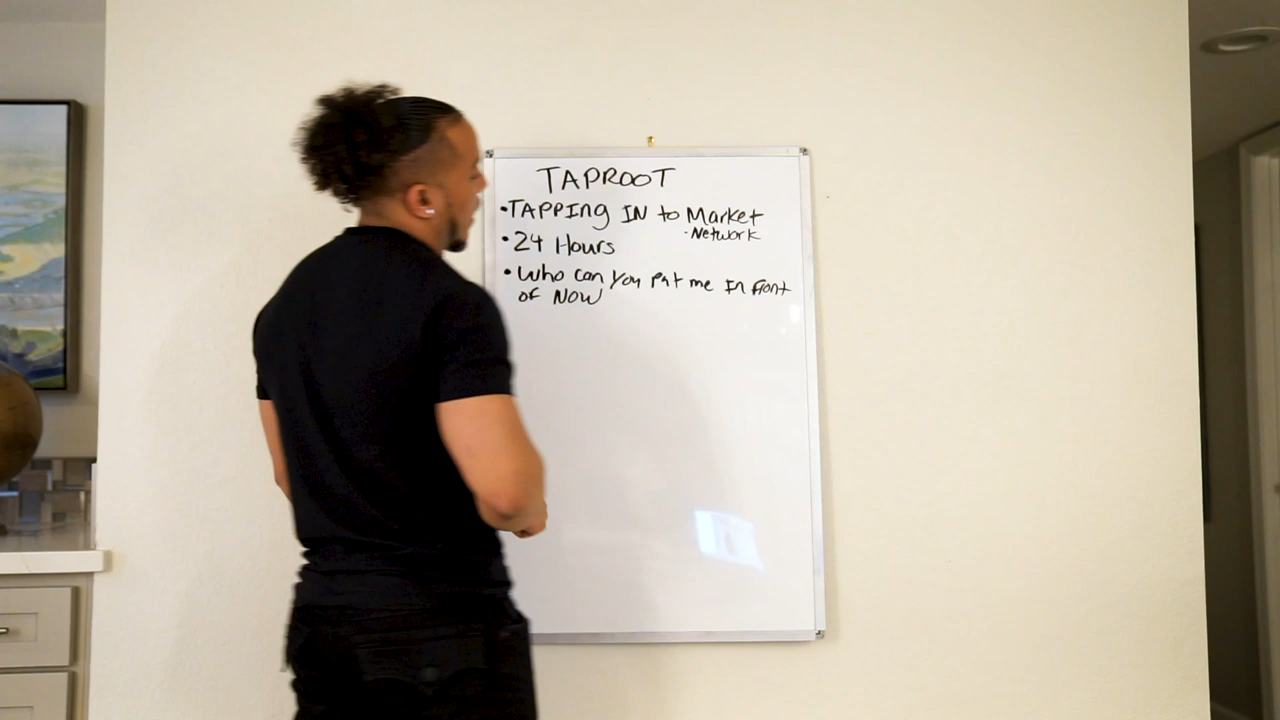 TAPROOT
•TAPPIng IN to Market
·Network
•24 Hours
•Who can you put me In front
of Now